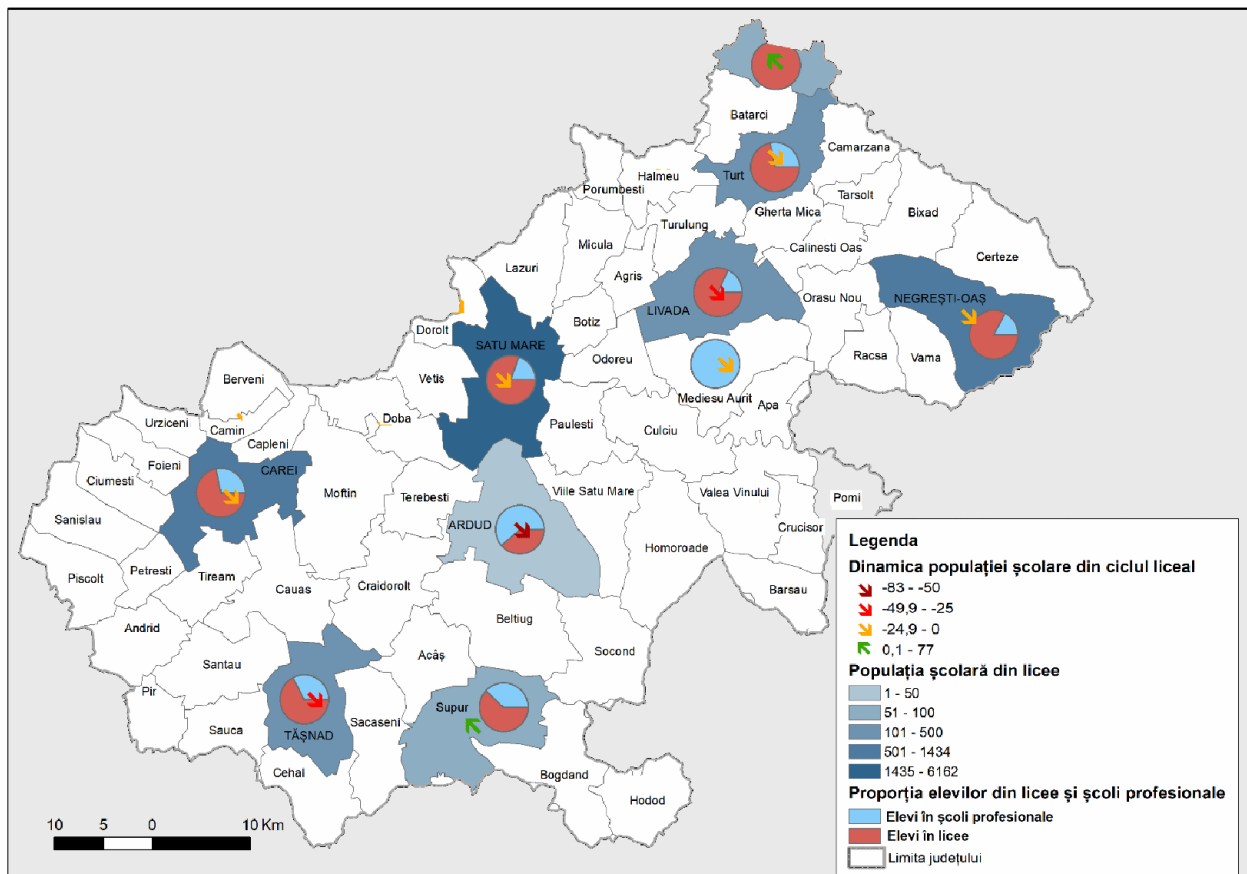 Batarci
Camarzana
Turt
Halmeu
Porumbesti
Tarsolt
Gherta Mica
Bixad
Turulung
Micula
Calinesti Oas
Certeze
Lazuri
Agris
NEGREȘTI-OAȘ
Orasu Nou
LIVADA
Botiz
Dorolt
SATU MARE
Odoreu
Racsa
Vama
Vetis
Berveni
Mediesu Aurit
Apa
Urziceni
Doba
Camin
Paulesti
Culciu
Capleni
Foieni
CAREI
Ciumesti
Moftin
Terebesti
Viile Satu Mare
Valea Vinului
Pomi
Sanislau
ARDUD
Crucisor
Homoroade
Petresti
Piscolt
Tiream
Craidorolt
Cauas
Barsau
Andrid
Beltiug
Socond
Acâș
Santau
Pir
Supur
Sacaseni
Sauca
TĂȘNAD
Cehal
Bogdand
Hodod
10 5 0 10 Km
Legenda
Dinamica populației școlare din ciclul liceal
-83 - -50
-49,9 - -25
-24,9 - 0
0,1 - 77
Populația școlară din licee
1 - 50
51 - 100
101 - 500
501 - 1434
1435 - 6162
Proporția elevilor din licee și școli profesionale
Elevi în școli profesionale
Elevi în licee
Limita județului